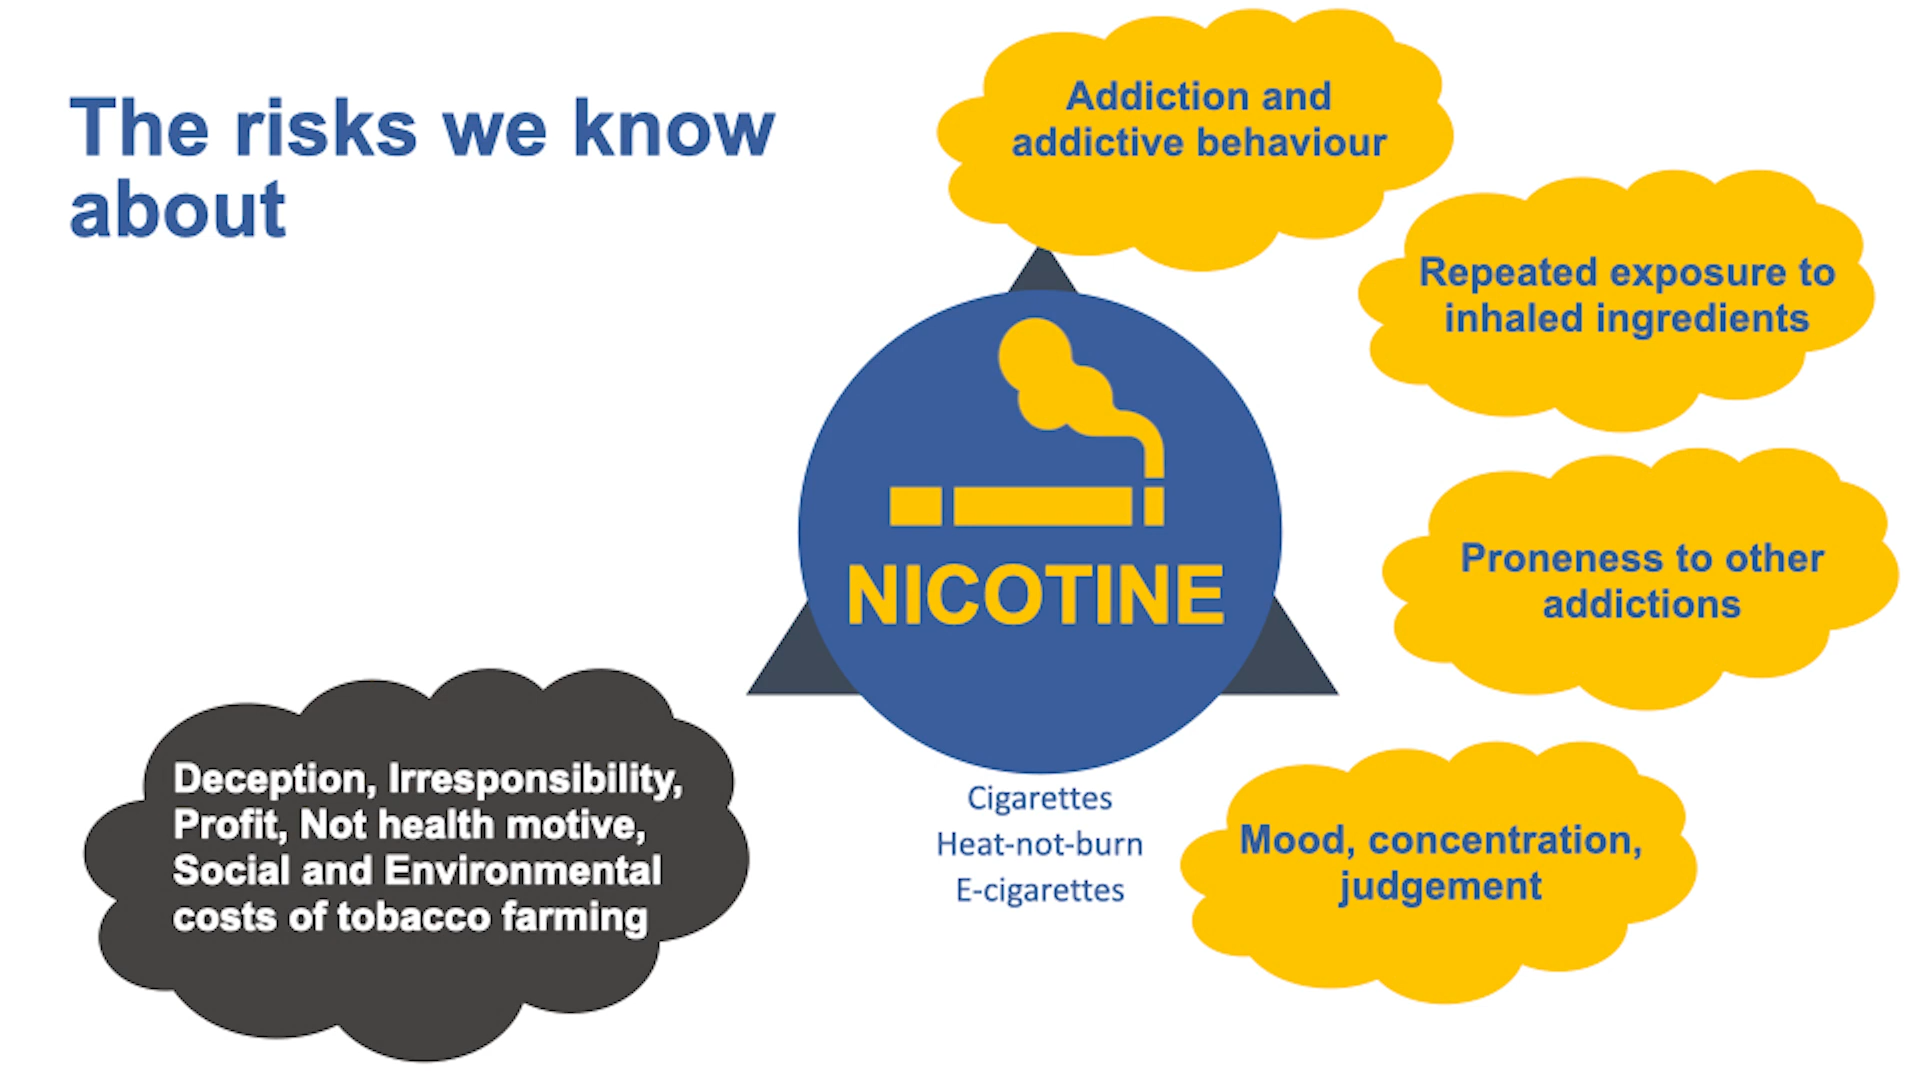 The risks we know
about
Addiction and
addictive behaviour
Repeated exposure to
inhaled ingredients
Proneness to other
addictions
Mood, concentration,
judgement
NICOTINE
Cigarettes
Heat-not-burn
E-cigarettes
Deception, Irresponsibility,
Profit, Not health motive,
Social and Environmental
costs of tobacco farming